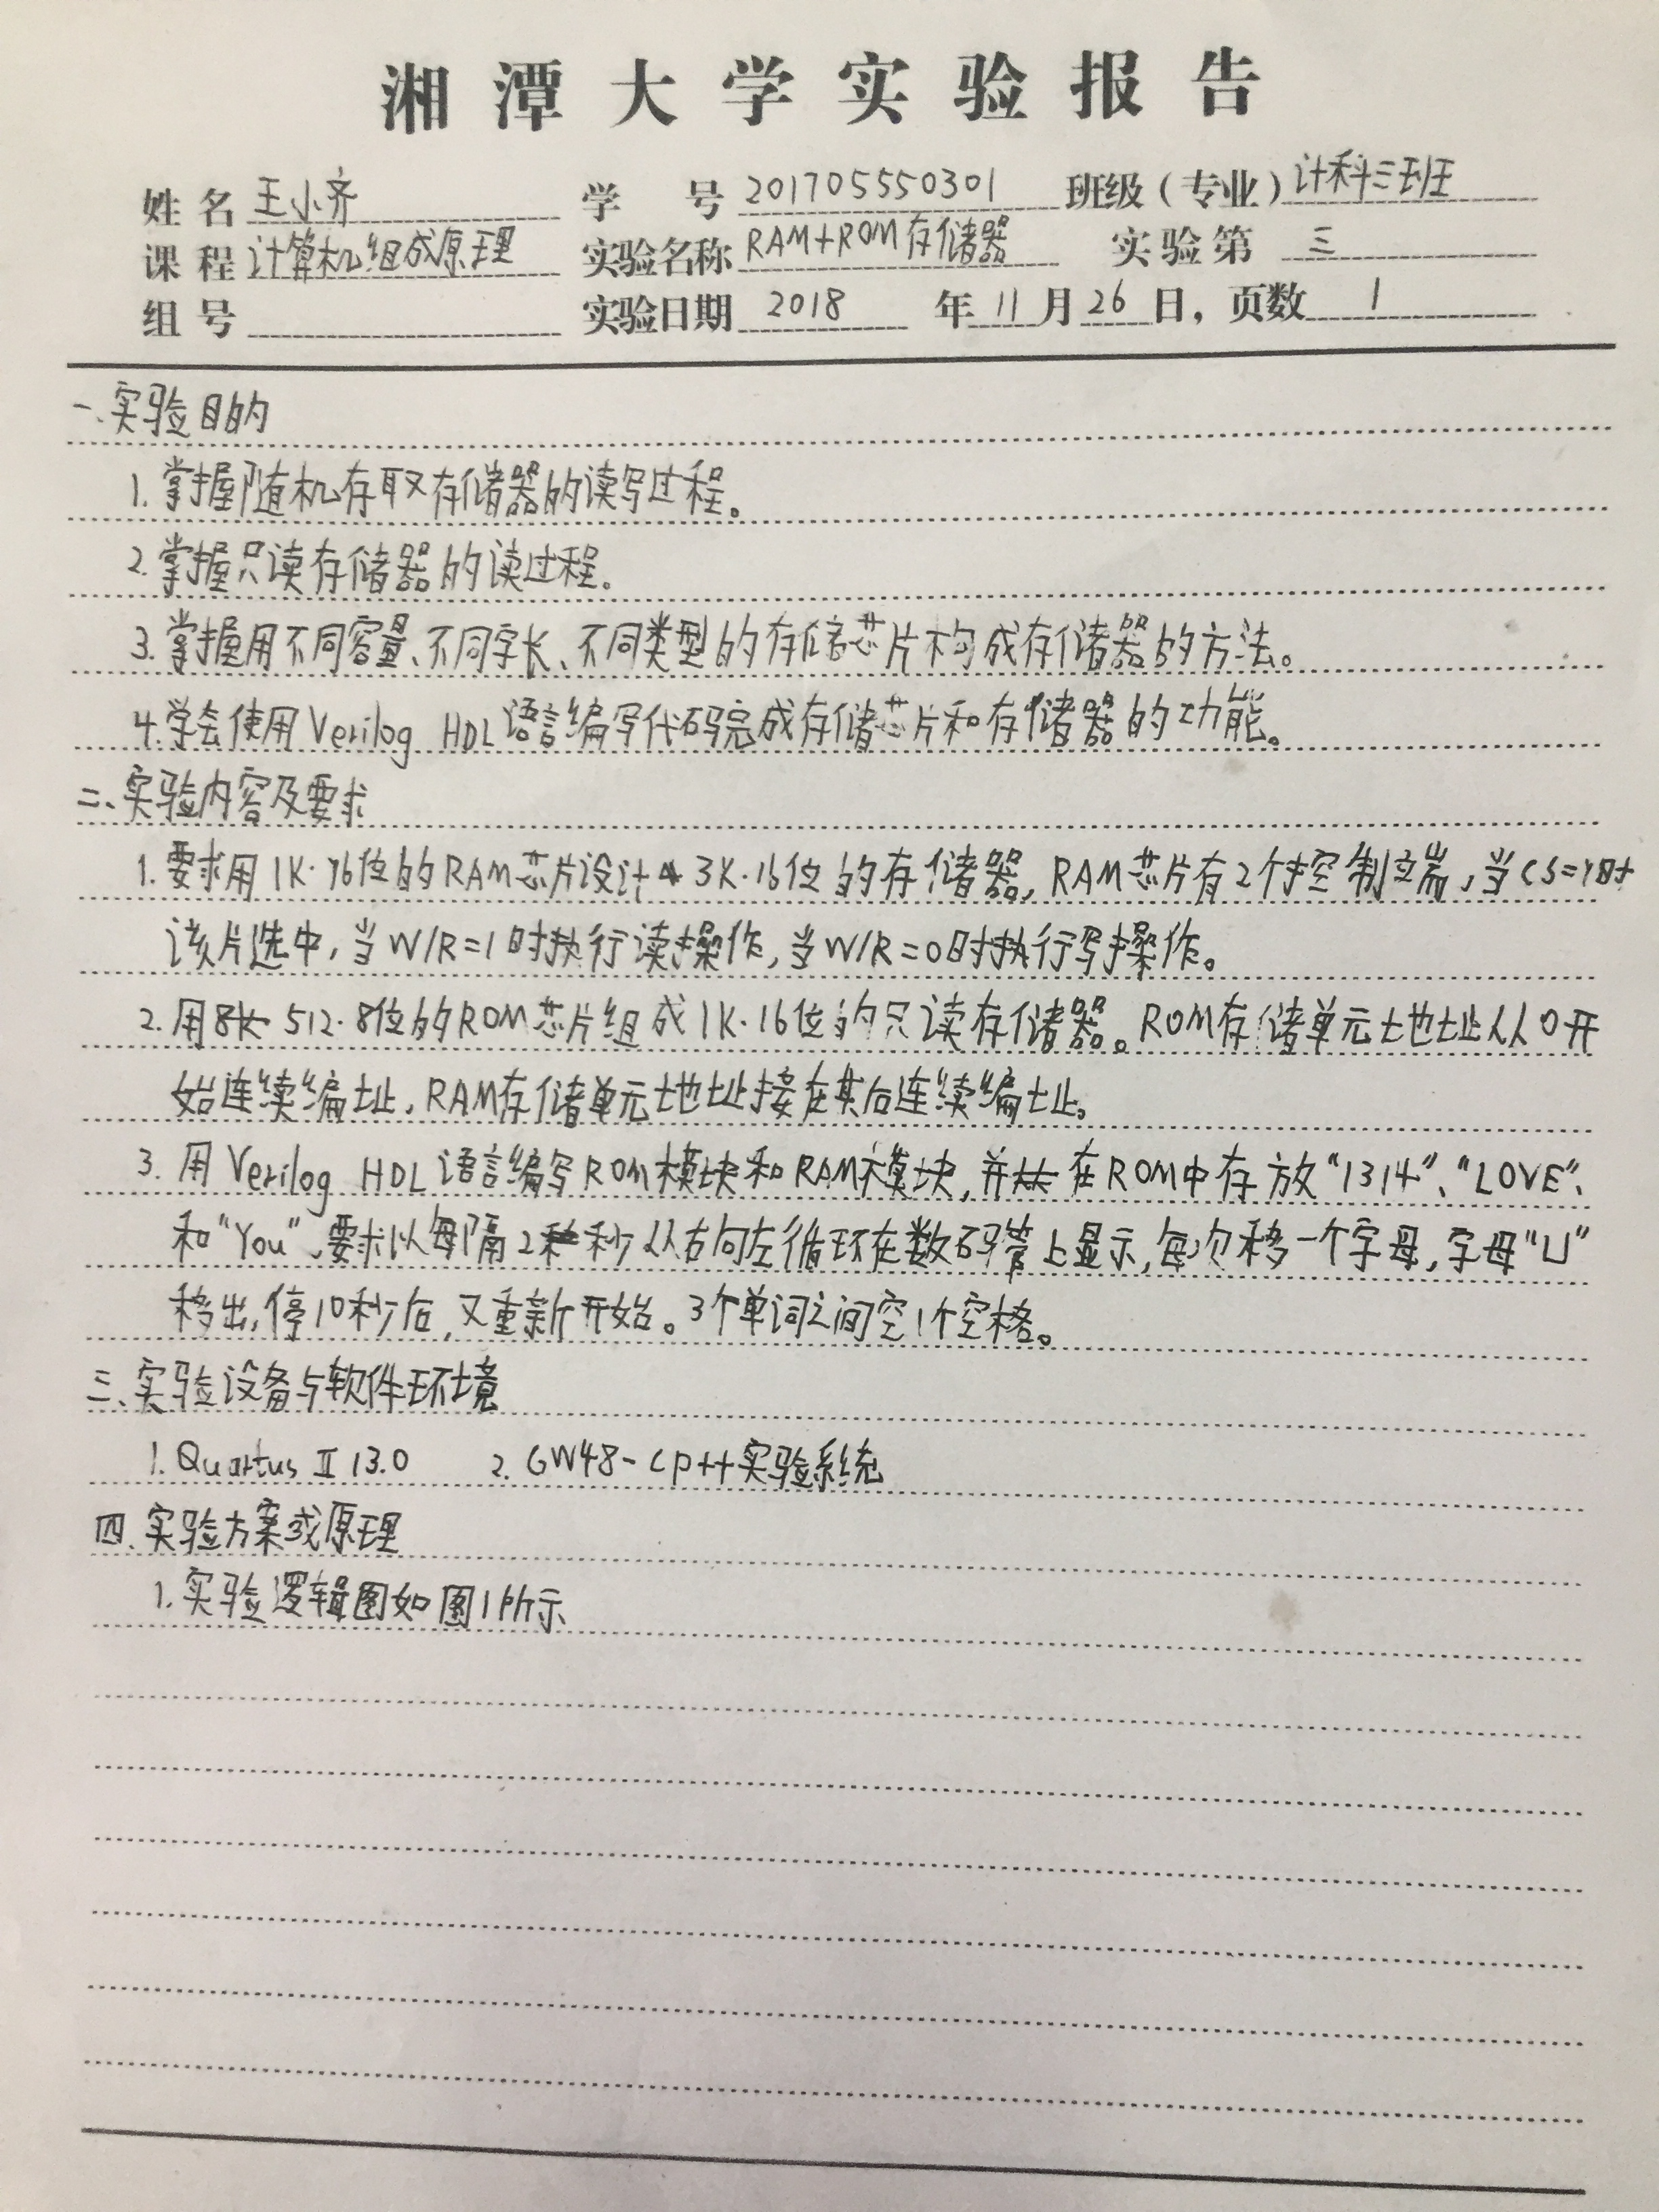 湘潭大学实验报告
姓名 王小齐 学号 201705550301 班级（专业）计科三班
课程 计算机组成原理 实验名称 RAM+ROM存储器 实验第 三
组号 实验日期 2018 年 11 月 26 日，页数 1
一、实验目的
1. 掌握随机存取存储器的读写过程。
2. 掌握只读存储器的读过程。
3. 掌握用不同容量、不同字长、不同类型的存储芯片构成存储器的方法。
4. 学会使用Verilog HDL语言编写代码完成存储芯片和存储器的功能。
二、实验内容及要求
1. 要求用1K·16位的RAM芯片设计 3K·16位的存储器，RAM芯片有2个控制端，当CS=1时
该片选中，当W/R=1时执行读操作，当W/R=0时执行写操作。
2. 用 512·8位的ROM芯片组成1K·16位的只读存储器。ROM存储单元地址从0开
始连续编址，RAM存储单元地址接在其后连续编址。
3. 用Verilog HDL语言编写ROM模块和RAM模块，并在ROM中存放“1314”、“LOVE”、
和“You”、要求以每隔2秒从右向左循环在数码管上显示，每次移一个字母，字母“U”
移出，停10秒后，又重新开始。3个单词之间空1个空格。
三、实验设备与软件环境
1. Quartus II 13.0 2. GW48-CP++实验系统
四、实验方案或原理
1. 实验逻辑图如图1所示